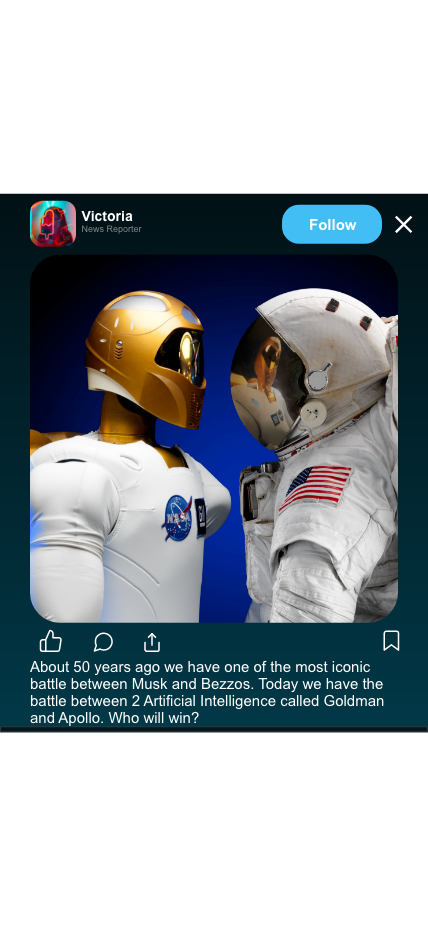 Victoria
News Reporter
Follow
NASA
About 50 years ago we have one of the most iconic
battle between Musk and Bezzos. Today we have the
battle between 2 Artificial Intelligence called Goldman
and Apollo. Who will win?